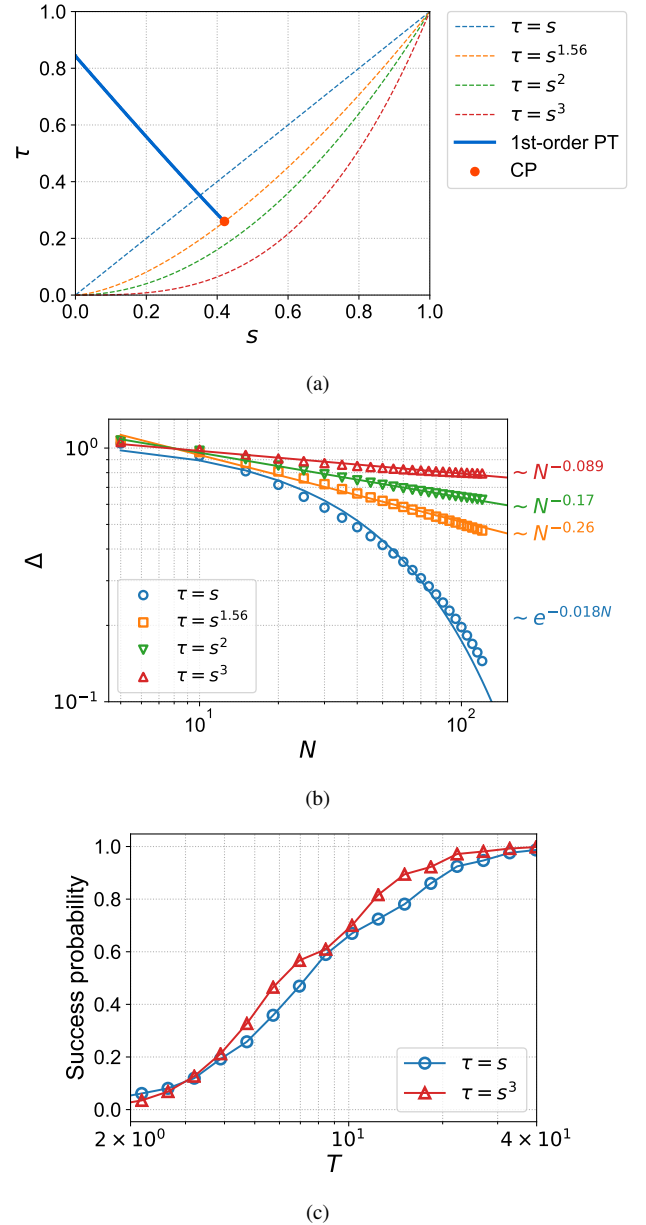 1.0
0.8
0.6
0.4
0.2
0.0
τ
0.0 0.2 0.4 0.6 0.8 1.0
s
τ = s
τ = s^1.56
τ = s^2
τ = s^3
1st-order PT
CP
(a)
10^0
10^-1
Δ
10^1 10^2
N
τ = s
τ = s^1.56
τ = s^2
τ = s^3
~ N^-0.089
~ N^-0.17
~ N^-0.26
~ e^-0.018N
(b)
1.0
0.8
0.6
0.4
0.2
0.0
Success probability
2 × 10^0 10^1 4 × 10^1
T
τ = s
τ = s^3
(c)